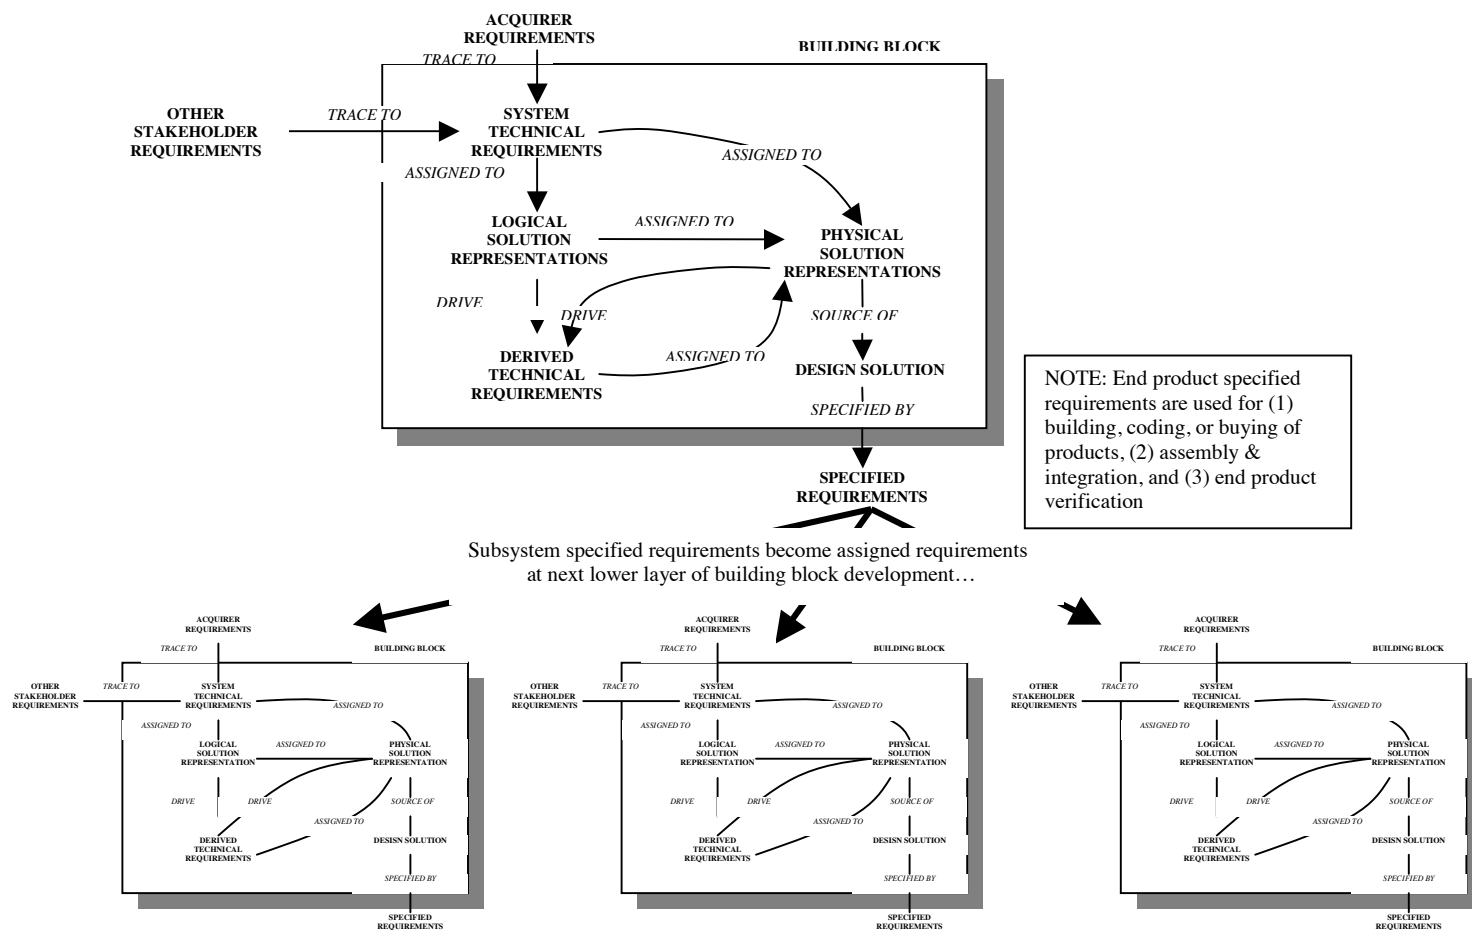 ACQUIRER
REQUIREMENTS
TRACE TO
BUILDING BLOCK
OTHER
STAKEHOLDER
REQUIREMENTS
TRACE TO
SYSTEM
TECHNICAL
REQUIREMENTS
ASSIGNED TO
ASSIGNED TO
LOGICAL
SOLUTION
REPRESENTATIONS
ASSIGNED TO
PHYSICAL
SOLUTION
REPRESENTATIONS
DRIVE
DRIVE
SOURCE OF
DERIVED
TECHNICAL
REQUIREMENTS
ASSIGNED TO
DESIGN SOLUTION
SPECIFIED BY
SPECIFIED
REQUIREMENTS
NOTE: End product specified
requirements are used for (1)
building, coding, or buying of
products, (2) assembly &
integration, and (3) end product
verification
Subsystem specified requirements become assigned requirements
at next lower layer of building block development…
ACQUIRER
REQUIREMENTS
TRACE TO
BUILDING BLOCK
OTHER
STAKEHOLDER
REQUIREMENTS
TRACE TO
SYSTEM
TECHNICAL
REQUIREMENTS
ASSIGNED TO
ASSIGNED TO
LOGICAL
SOLUTION
REPRESENTATION
ASSIGNED TO
PHYSICAL
SOLUTION
REPRESENTATION
DRIVE
DRIVE
SOURCE OF
ASSIGNED TO
DERIVED
TECHNICAL
REQUIREMENTS
DESISN SOLUTION
SPECIFIED BY
SPECIFIED
REQUIREMENTS
ACQUIRER
REQUIREMENTS
TRACE TO
BUILDING BLOCK
OTHER
STAKEHOLDER
REQUIREMENTS
TRACE TO
SYSTEM
TECHNICAL
REQUIREMENTS
ASSIGNED TO
ASSIGNED TO
LOGICAL
SOLUTION
REPRESENTATION
ASSIGNED TO
PHYSICAL
SOLUTION
REPRESENTATION
DRIVE
DRIVE
SOURCE OF
ASSIGNED TO
DERIVED
TECHNICAL
REQUIREMENTS
DESISN SOLUTION
SPECIFIED BY
SPECIFIED
REQUIREMENTS
ACQUIRER
REQUIREMENTS
TRACE TO
BUILDING BLOCK
OTHER
STAKEHOLDER
REQUIREMENTS
TRACE TO
SYSTEM
TECHNICAL
REQUIREMENTS
ASSIGNED TO
ASSIGNED TO
LOGICAL
SOLUTION
REPRESENTATION
ASSIGNED TO
PHYSICAL
SOLUTION
REPRESENTATION
DRIVE
DRIVE
SOURCE OF
ASSIGNED TO
DERIVED
TECHNICAL
REQUIREMENTS
DESISN SOLUTION
SPECIFIED BY
SPECIFIED
REQUIREMENTS